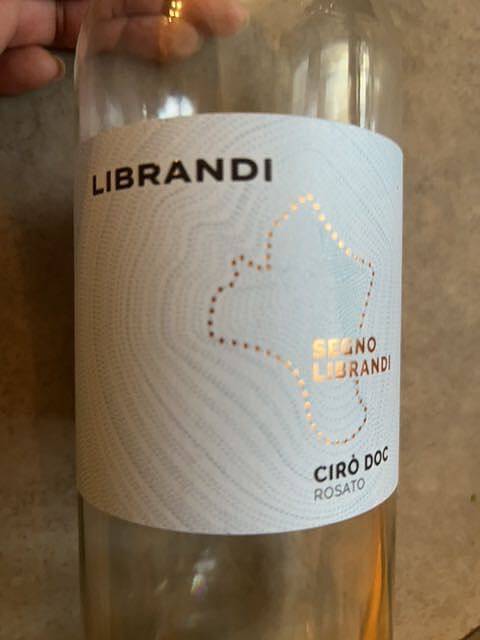 LIBRANDI
SEGNO
LIBRANDI
CIRÒ DOC
ROSATO